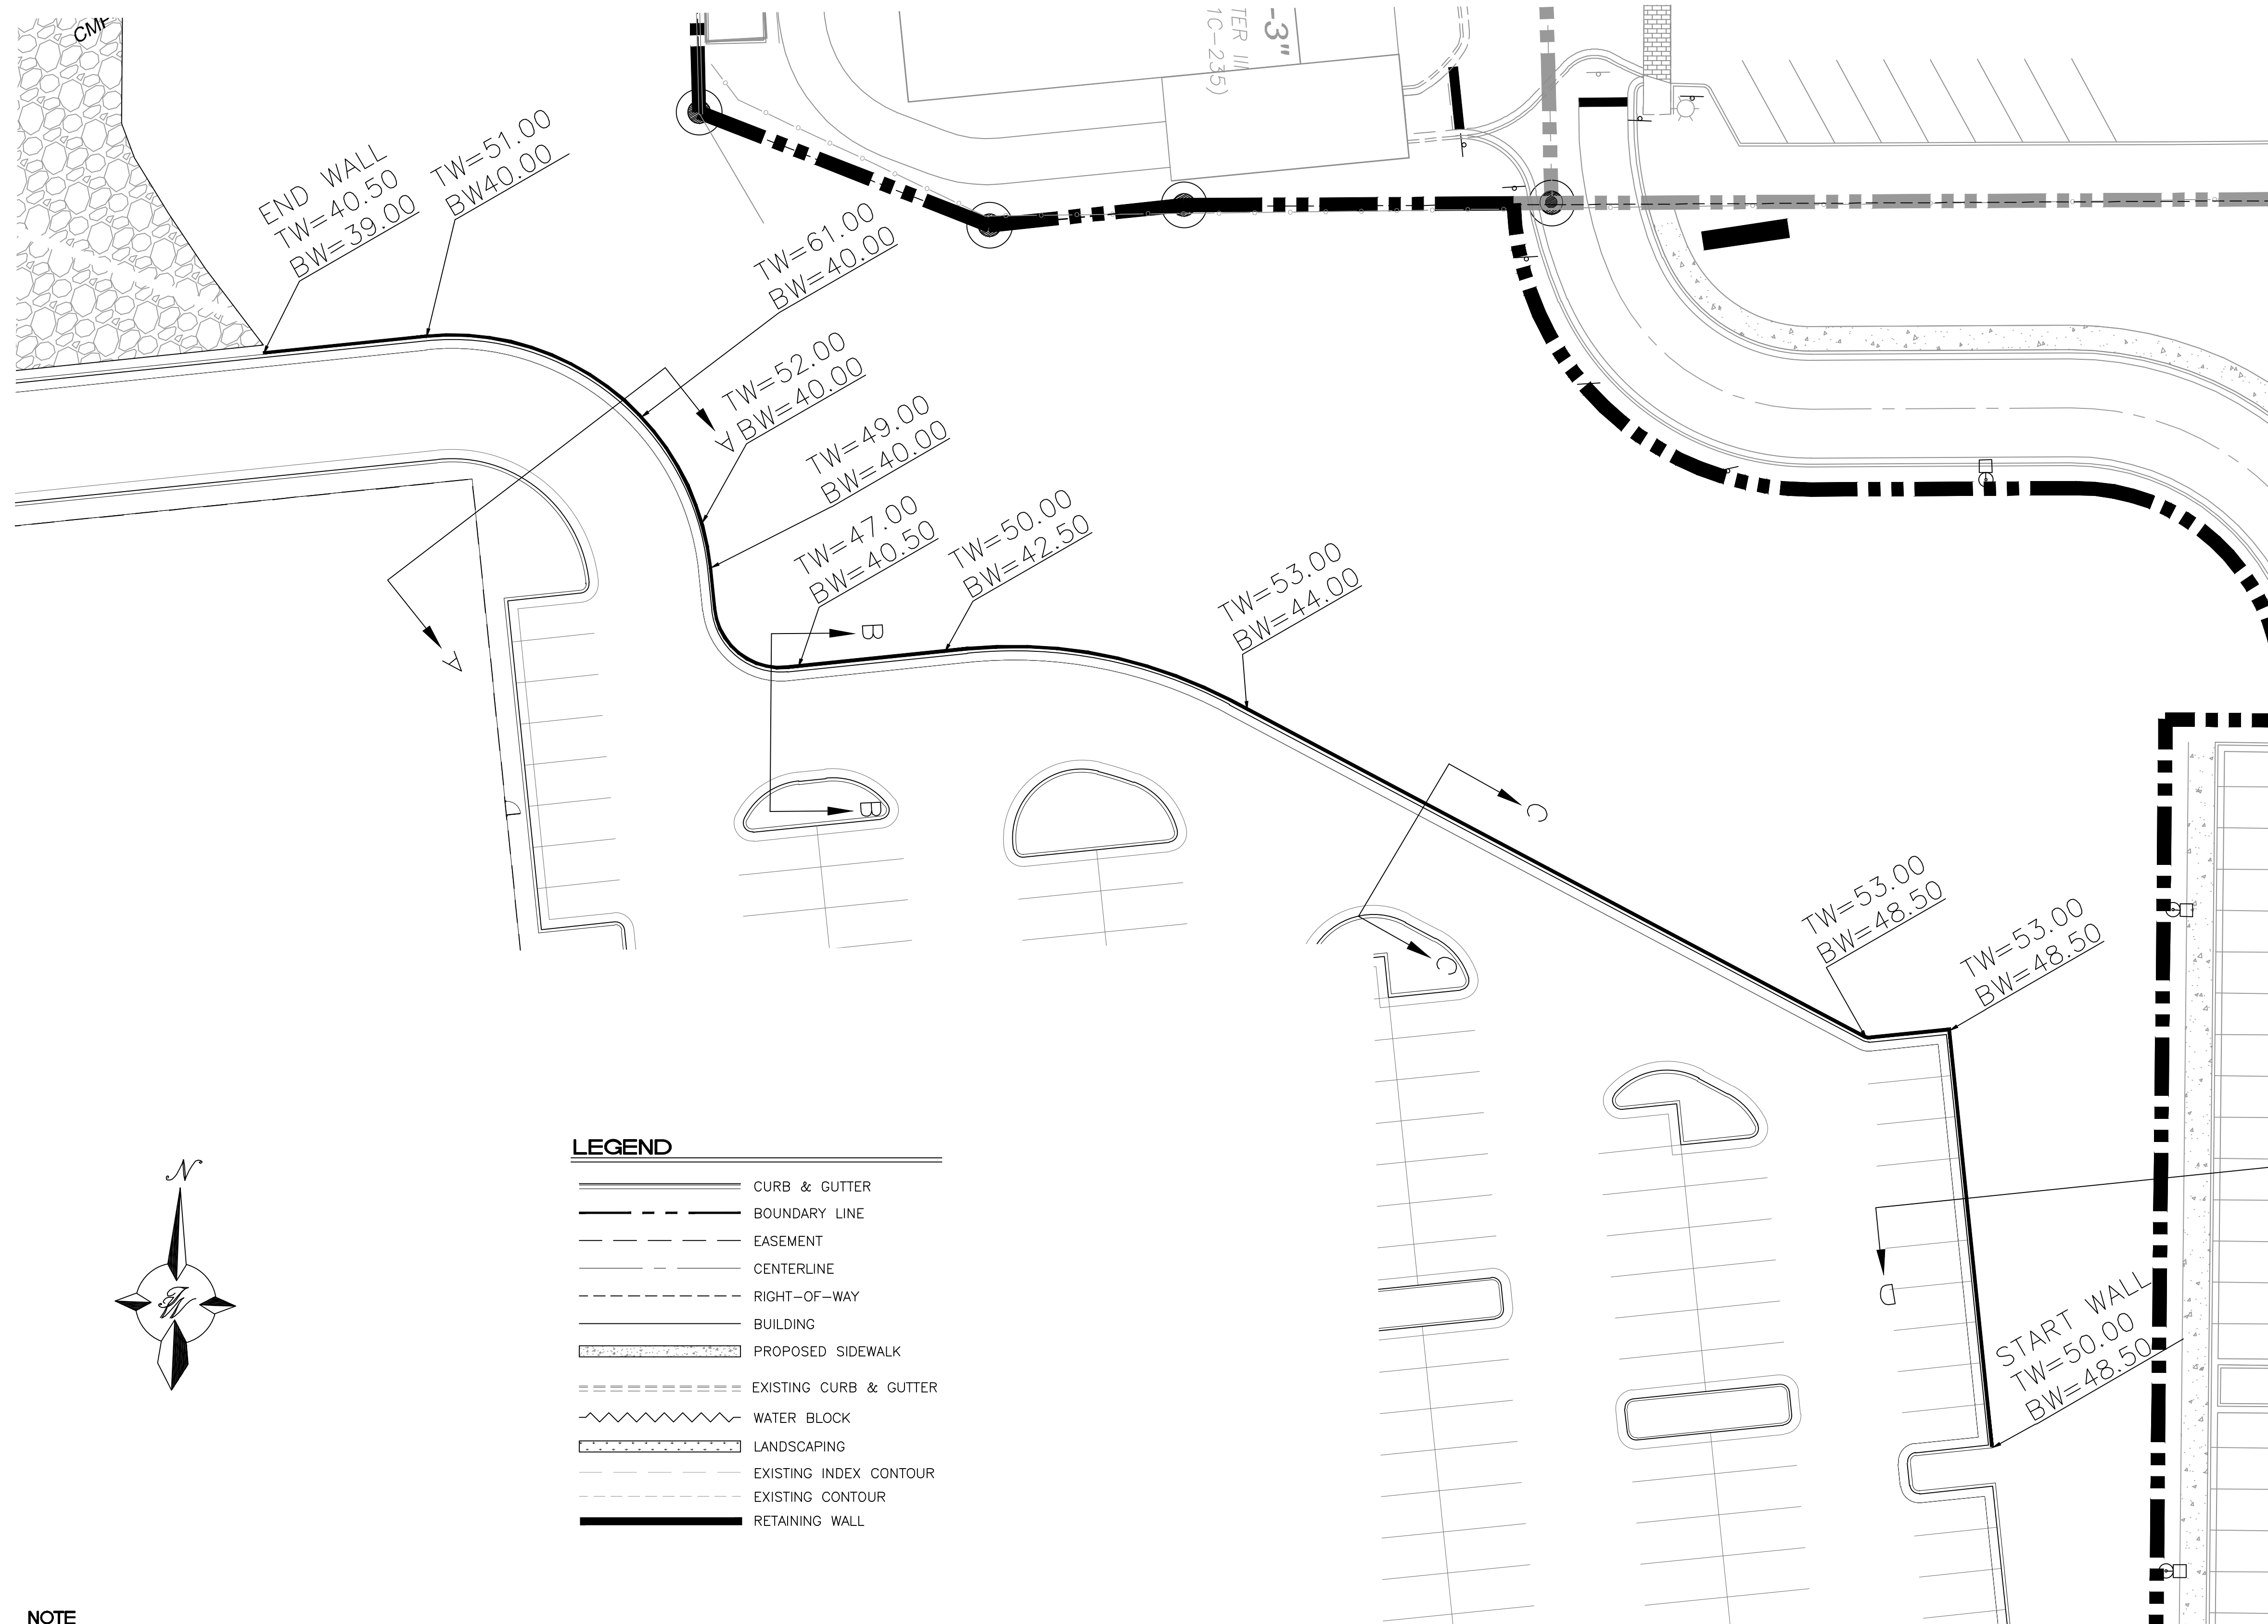 CMP
-3"
TER III
1C-235)
END WALL
TW=40.50
BW=39.00
TW=51.00
BW40.00
TW=61.00
BW=40.00
TW=52.00
BW=40.00
A
TW=49.00
BW=40.00
TW=47.00
BW=40.50
TW=50.00
BW=42.50
TW=53.00
BW=44.00
B
A
B
C
C
TW=53.00
BW=48.50
TW=53.00
BW=48.50
D
START WALL
TW=50.00
BW=48.50
N
LEGEND
CURB & GUTTER
BOUNDARY LINE
EASEMENT
CENTERLINE
RIGHT-OF-WAY
BUILDING
PROPOSED SIDEWALK
EXISTING CURB & GUTTER
WATER BLOCK
LANDSCAPING
EXISTING INDEX CONTOUR
EXISTING CONTOUR
RETAINING WALL
NOTE